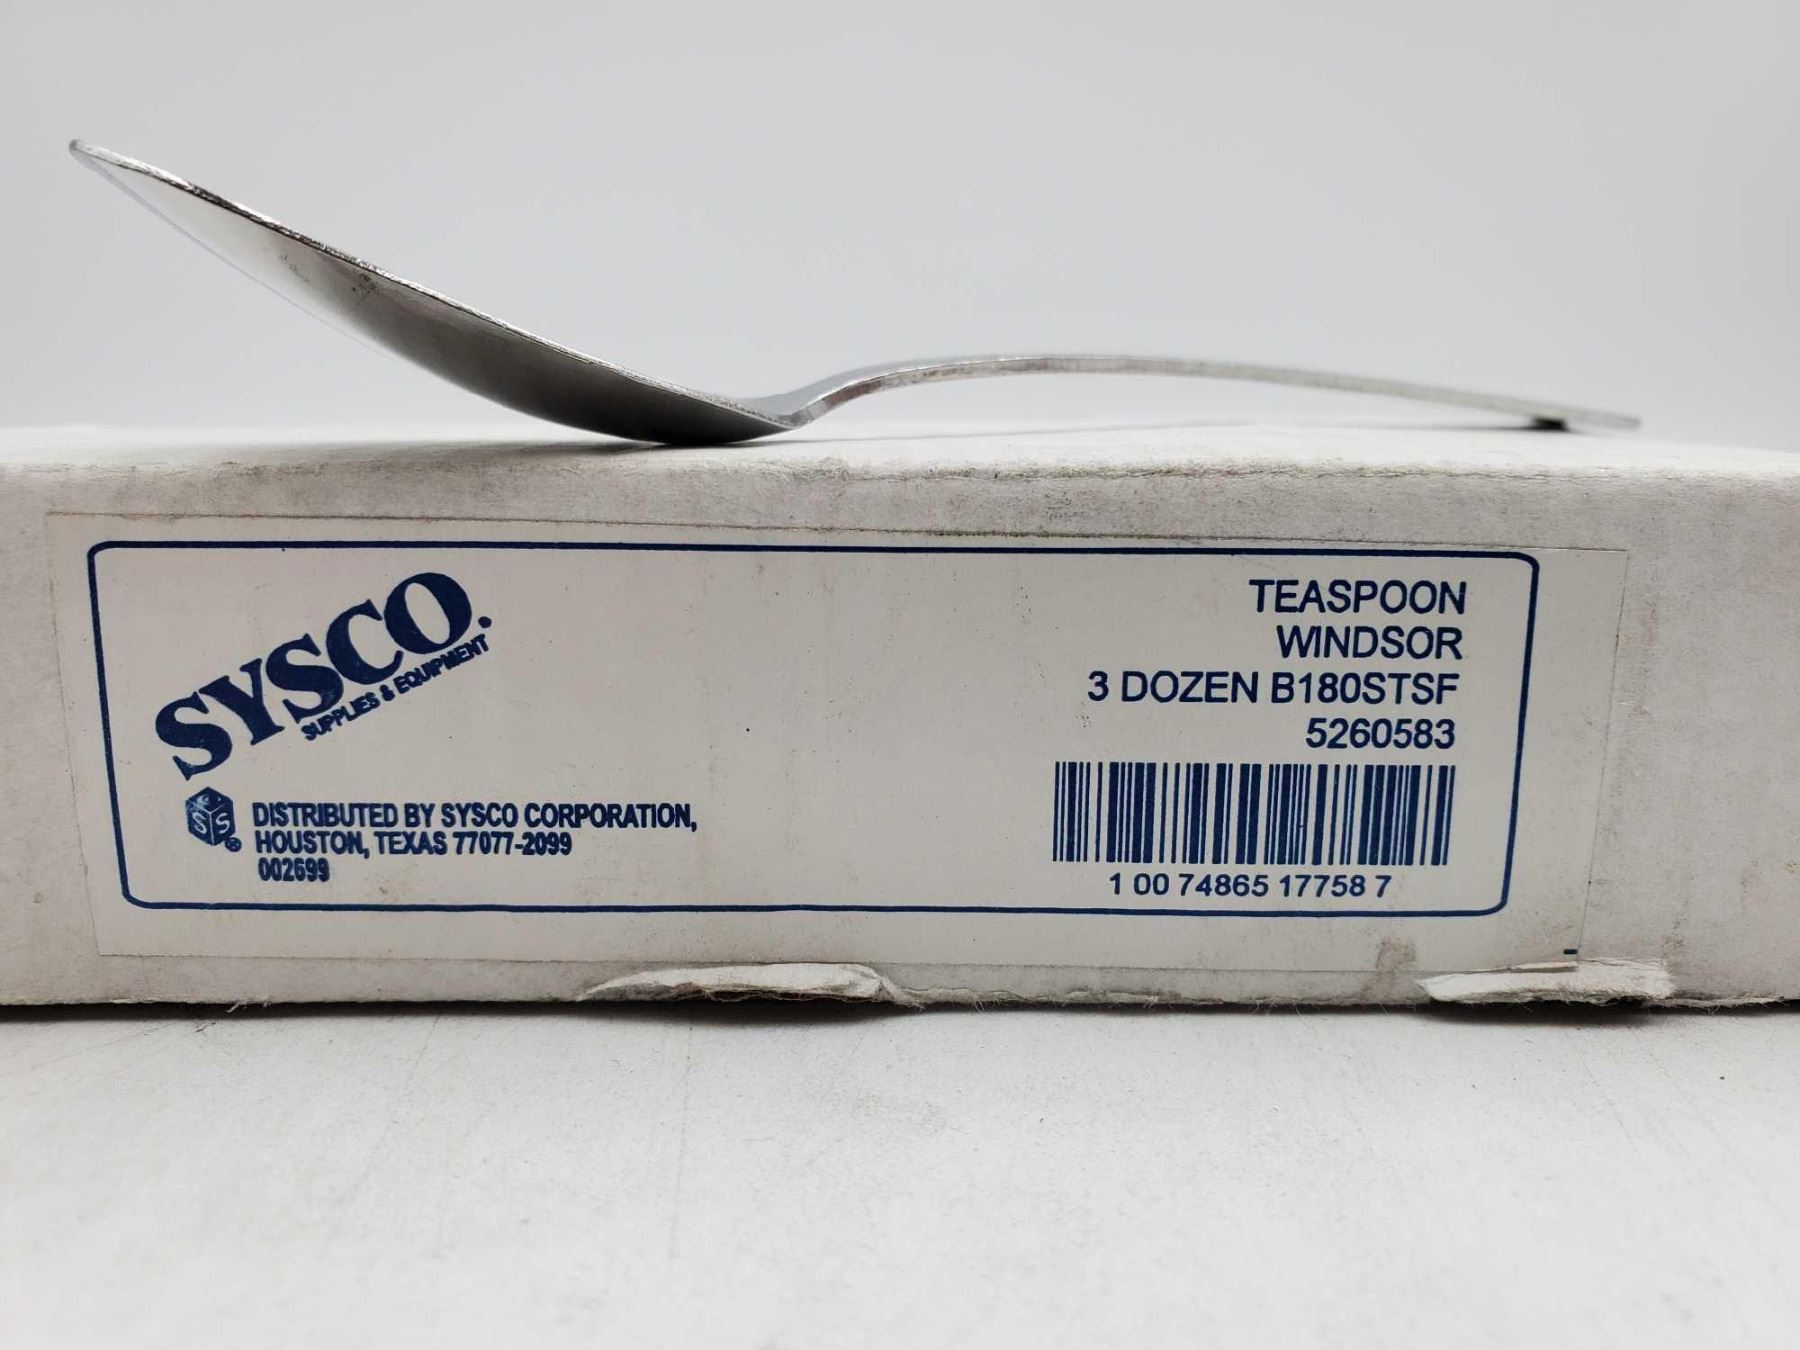 SYSCO.
SUPPLIES & EQUIPMENT
DISTRIBUTED BY SYSCO CORPORATION,
HOUSTON, TEXAS 77077-2099
002699
TEASPOON
WINDSOR
3 DOZEN B180STSF
5260583
1 00 74865 17758 7